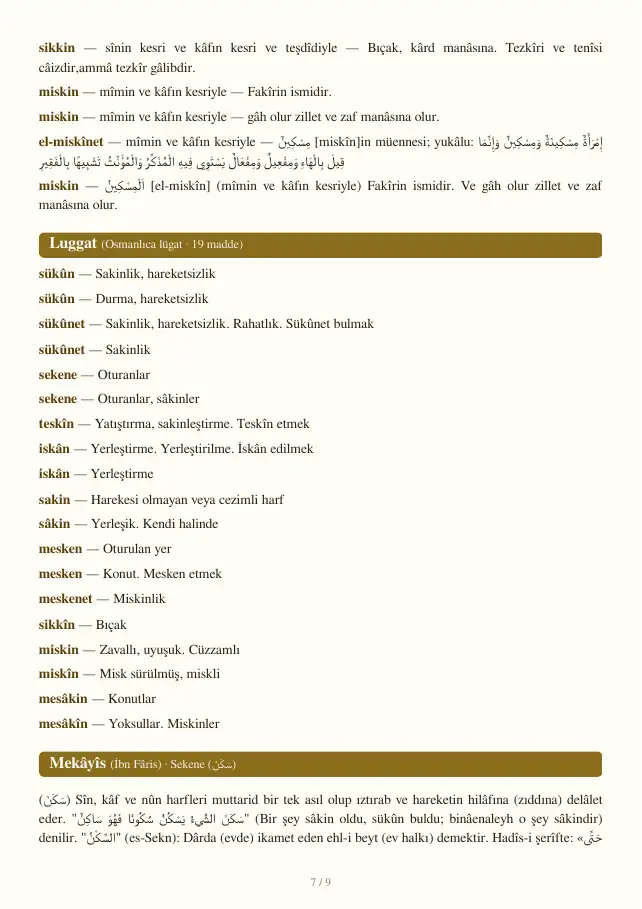 sikkin — sînin kesri ve kâfın kesri ve teşdîdiyle — Bıçak, kârd manâsına. Tezkîri ve tenîsi
câizdir,ammâ tezkîr gâlibdir.
miskin — mîmin ve kâfın kesriyle — Fakîrin ismidir.
miskin — mîmin ve kâfın kesriyle — gâh olur zillet ve zaf manâsına olur.
el-miskînet — mîmin ve kâfın kesriyle — مِسْكِينٌ [miskîn]in müennesi; yukâlu: إِمْرَأَةٌ مِسْكِينَةٌ وَمِسْكِينٌ وَإِنَّمَا
قِيلَ بِالْهَاءِ وَمِفْعِيلٌ وَمِفْعَالٌ يَسْتَوِي فِيهِ الْمُذَكَّرُ وَالْمُؤَنَّثُ تَشْبِيهًا بِالْفَقِيرِ
miskin — اَلْمِسْكِينُ [el-miskîn] (mîmin ve kâfın kesriyle) Fakîrin ismidir. Ve gâh olur zillet ve zaf
manâsına olur.
Luggat (Osmanlıca lügat · 19 madde)
sükûn — Sakinlik, hareketsizlik
sükûn — Durma, hareketsizlik
sükûnet — Sakinlik, hareketsizlik. Rahatlık. Sükûnet bulmak
sükûnet — Sakinlik
sekene — Oturanlar
sekene — Oturanlar, sâkinler
teskîn — Yatıştırma, sakinleştirme. Teskîn etmek
iskân — Yerleştirme. Yerleştirilme. İskân edilmek
iskân — Yerleştirme
sakin — Harekesi olmayan veya cezimli harf
sâkin — Yerleşik. Kendi halinde
mesken — Oturulan yer
mesken — Konut. Mesken etmek
meskenet — Miskinlik
sikkîn — Bıçak
miskin — Zavallı, uyuşuk. Cüzzamlı
miskîn — Misk sürülmüş, miskli
mesâkin — Konutlar
mesâkîn — Yoksullar. Miskinler
Mekâyîs (İbn Fâris) · Sekene (سَكَنَ)
(سَكَنَ) Sîn, kâf ve nûn harfleri muttarid bir tek asıl olup ıztırab ve hareketin hilâfına (zıddına) delâlet
eder. "سَكَنَ الشَّيْءُ يَسْكُنُ سُكُونًا فَهُوَ سَاكِنٌ" (Bir şey sâkin oldu, sükûn buldu; binâenaleyh o şey sâkindir)
denilir. "السَّكْنُ" (es-Sekn): Dârda (evde) ikamet eden ehl-i beyt (ev halkı) demektir. Hadîs-i şerîfte: «حَتَّى
7 / 9